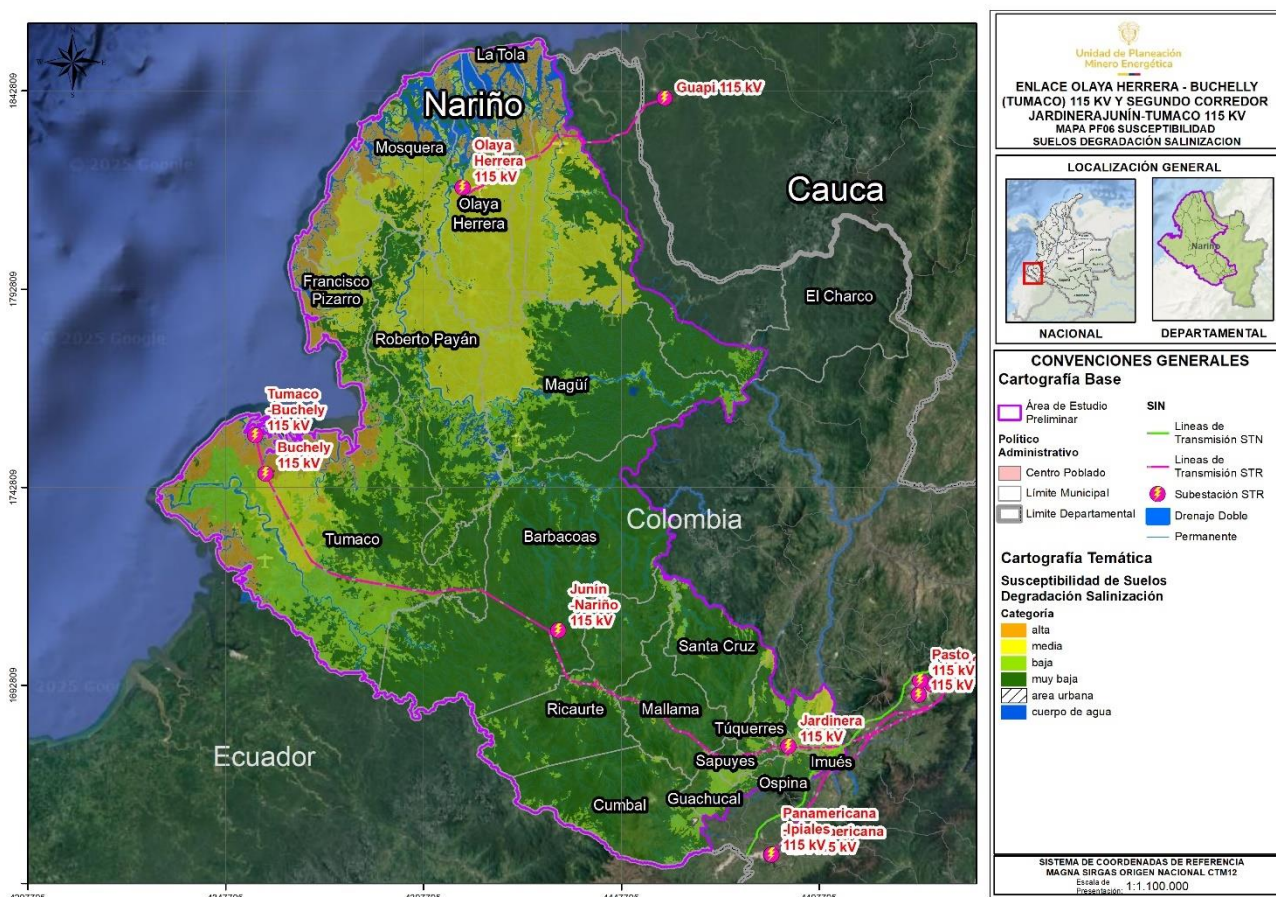 La Tola
Nariño
Guapi 115 kV
1842809
© 2025 Google
Mosquera
Olaya
Herrera
115 kV
Cauca
Olaya
Herrera
Francisco
Pizarro
1792809
El Charco
© 2025 Google
Roberto Payán
Magüí
Tumaco
-Buchely
115 kV
Buchely
115 kV
1742809
Colombia
Tumaco
Barbacoas
Junín
-Nariño
115 kV
Santa Cruz
Pasto
115 kV
115 kV
1692809
© 2025 Google
Ricaurte
Mallama
Túquerres
Jardinera
115 kV
Ecuador
Sapuyes
Imués
Ospina
Cumbal
Guachucal
Panamericana
-Ipiales
115 kV
Unidad de Planeación
Minero Energética
ENLACE OLAYA HERRERA - BUCHELLY
(TUMACO) 115 KV Y SEGUNDO CORREDOR
JARDINERAJUNÍN-TUMACO 115 KV
MAPA PF06 SUSCEPTIBILIDAD
SUELOS DEGRADACIÓN SALINIZACION
LOCALIZACIÓN GENERAL
Nariño
NACIONAL
DEPARTAMENTAL
CONVENCIONES GENERALES
Cartografía Base
Área de Estudio
Preliminar
Político
Administrativo
Centro Poblado
Límite Municipal
Limite Departamental
SIN
Lineas de
Transmisión STN
Lineas de
Transmisión STR
Subestación STR
Drenaje Doble
Permanente
Cartografía Temática
Susceptibilidad de Suelos
Degradación Salinización
Categoría
alta
media
baja
muy baja
area urbana
cuerpo de agua
SISTEMA DE COORDENADAS DE REFERENCIA
MAGNA SIRGAS ORIGEN NACIONAL CTM12
Escala de
Presentación: 1:1.100.000